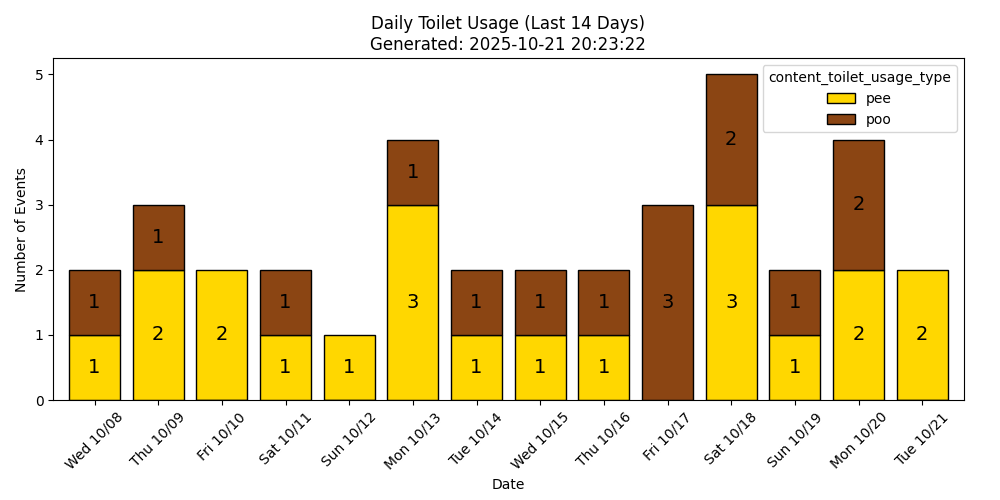 Daily Toilet Usage (Last 14 Days)
Generated: 2025-10-21 20:23:22
content_toilet_usage_type
pee
poo
Number of Events
5
4
3
2
1
0
1 1 1 1 1 1 3 2 1 2
1 2 2 1 1 3 1 1 1 3 1 2 2
Wed 10/08 Thu 10/09 Fri 10/10 Sat 10/11 Sun 10/12 Mon 10/13 Tue 10/14 Wed 10/15 Thu 10/16 Fri 10/17 Sat 10/18 Sun 10/19 Mon 10/20 Tue 10/21
Date